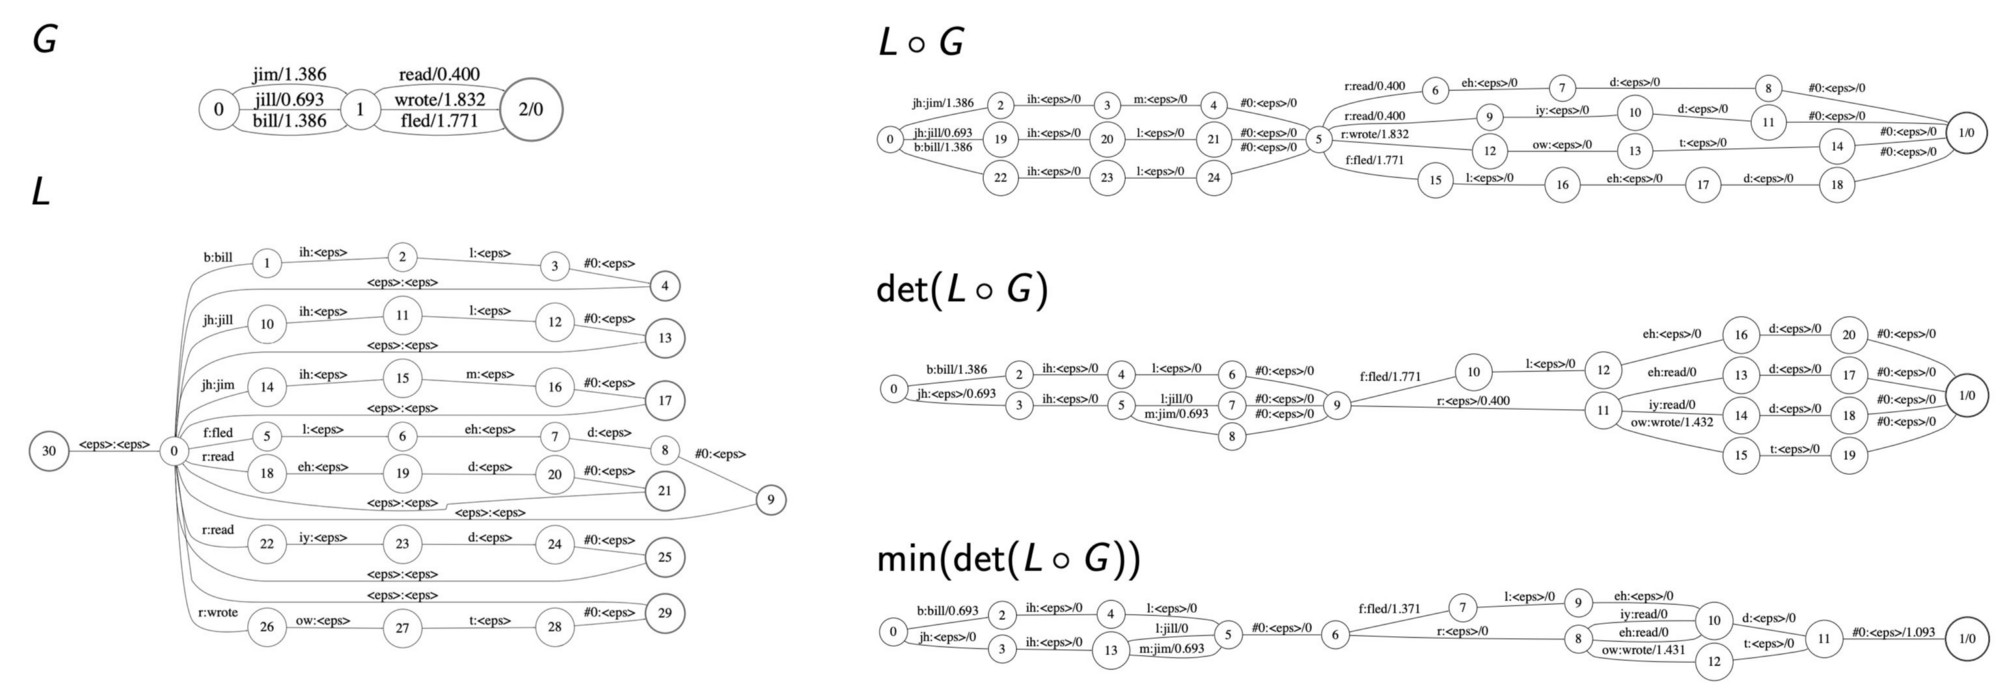 G
jim/1.386 read/0.400
0 jill/0.693 1 wrote/1.832 2/0
bill/1.386 fled/1.771
L
b:bill 1 ih:<eps> 2 l:<eps> 3 #0:<eps> 4
<eps>:<eps>
jh:jill 10 ih:<eps> 11 l:<eps> 12 #0:<eps> 13
<eps>:<eps>
jh:jim 14 ih:<eps> 15 m:<eps> 16 #0:<eps> 17
<eps>:<eps>
f:fled 5 l:<eps> 6 eh:<eps> 7 d:<eps> 8 #0:<eps> 9
30 <eps>:<eps> 0
r:read 18 eh:<eps> 19 d:<eps> 20 #0:<eps> 21
<eps>:<eps>
<eps>:<eps>
r:read 22 iy:<eps> 23 d:<eps> 24 #0:<eps> 25
<eps>:<eps>
<eps>:<eps>
r:wrote 26 ow:<eps> 27 t:<eps> 28 #0:<eps> 29
L ∘ G
r:read/0.400 6 eh:<eps>/0 7 d:<eps>/0 8 #0:<eps>/0
jh:jim/1.386 2 ih:<eps>/0 3 m:<eps>/0 4 #0:<eps>/0
r:read/0.400 9 iy:<eps>/0 10 d:<eps>/0 11 #0:<eps>/0
0 jh:jill/0.693 19 ih:<eps>/0 20 l:<eps>/0 21 #0:<eps>/0 5 1/0
r:wrote/1.832 12 ow:<eps>/0 13 t:<eps>/0 14 #0:<eps>/0
b:bill/1.386 22 ih:<eps>/0 23 l:<eps>/0 24 #0:<eps>/0
f:fled/1.771 15 l:<eps>/0 16 eh:<eps>/0 17 d:<eps>/0 18 #0:<eps>/0
det(L ∘ G)
eh:<eps>/0 16 d:<eps>/0 20 #0:<eps>/0
b:bill/1.386 2 ih:<eps>/0 4 l:<eps>/0 6 #0:<eps>/0
f:fled/1.771 10 l:<eps>/0 12
eh:read/0 13 d:<eps>/0 17 #0:<eps>/0
0 jh:<eps>/0.693 3 ih:<eps>/0 5 l:jill/0 7 #0:<eps>/0 9 r:<eps>/0.400 11 1/0
iy:read/0 14 d:<eps>/0 18 #0:<eps>/0
m:jim/0.693 8 #0:<eps>/0
ow:wrote/1.432 15 t:<eps>/0 19 #0:<eps>/0
min(det(L ∘ G))
b:bill/0.693 2 ih:<eps>/0 4 l:<eps>/0
f:fled/1.371 7 l:<eps>/0 9 eh:<eps>/0
iy:read/0 10 d:<eps>/0
0 jh:<eps>/0 3 ih:<eps>/0 13 l:jill/0 5 #0:<eps>/0 6 r:<eps>/0 8 eh:read/0 11 #0:<eps>/1.093 1/0
m:jim/0.693
ow:wrote/1.431 12 t:<eps>/0